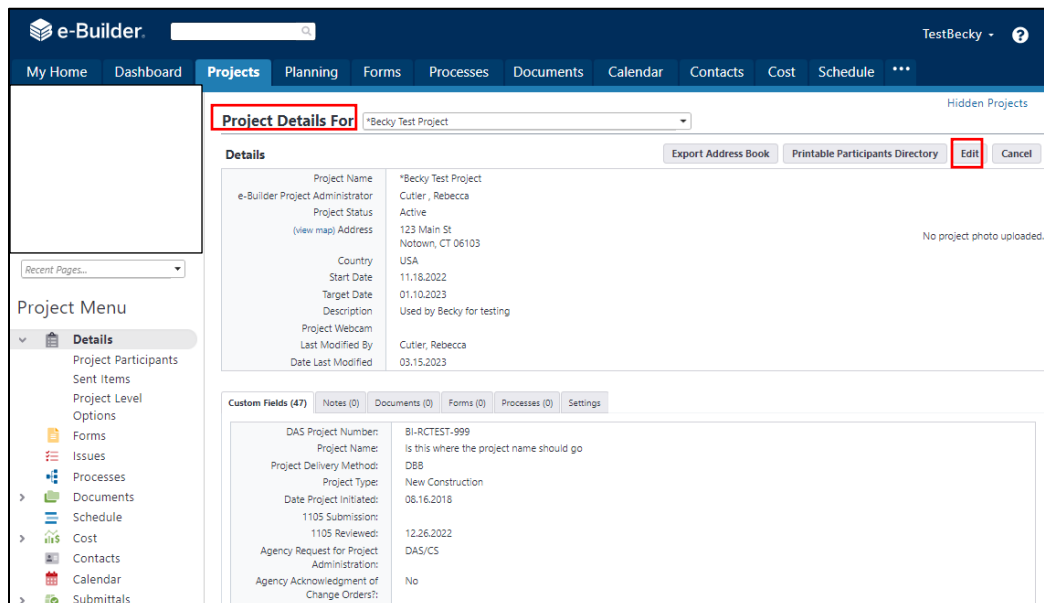 e-Builder.
TestBecky
?
My Home Dashboard Projects Planning Forms Processes Documents Calendar Contacts Cost Schedule •••
Hidden Projects
Project Details For *Becky Test Project
Details Export Address Book Printable Participants Directory Edit Cancel
Project Name *Becky Test Project
e-Builder Project Administrator Cutler , Rebecca
Project Status Active
(view map) Address 123 Main St
Notown, CT 06103
No project photo uploaded.
Country USA
Start Date 11.18.2022
Target Date 01.10.2023
Description Used by Becky for testing
Project Webcam
Last Modified By Cutler, Rebecca
Date Last Modified 03.15.2023
Recent Pages...
Project Menu
Details
Project Participants
Sent Items
Project Level
Options
Forms
Issues
Processes
Documents
Schedule
Cost
Contacts
Calendar
Submittals
Custom Fields (47) Notes (0) Documents (0) Forms (0) Processes (0) Settings
DAS Project Number: BI-RCTEST-999
Project Name: Is this where the project name should go
Project Delivery Method: DBB
Project Type: New Construction
Date Project Initiated: 08.16.2018
1105 Submission:
1105 Reviewed: 12.26.2022
Agency Request for Project DAS/CS
Administration:
Agency Acknowledgment of No
Change Orders?: